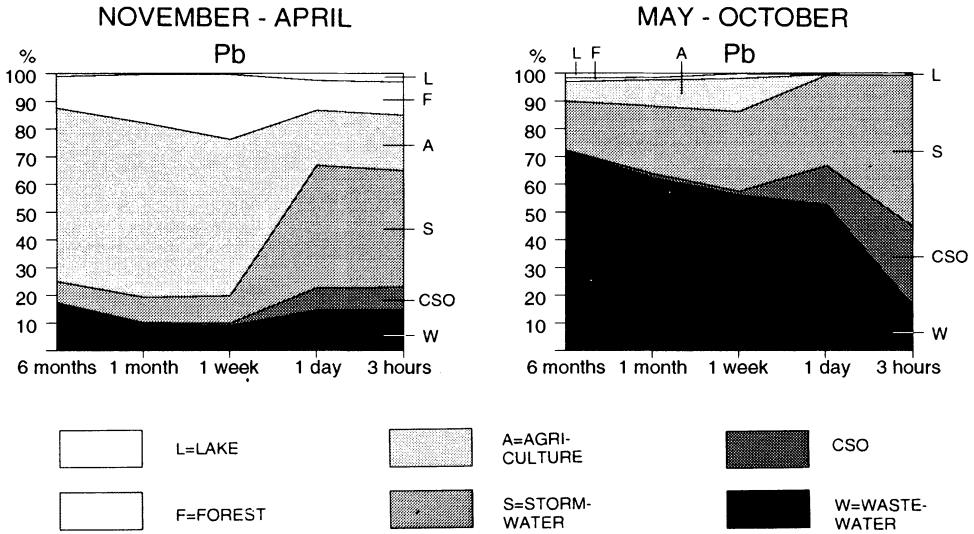 NOVEMBER - APRIL
MAY - OCTOBER
%
Pb
100
90
80
70
60
50
40
30
20
10
L
F
A
S
CSO
W
6 months 1 month 1 week 1 day 3 hours
%
L F A
Pb
100
90
80
70
60
50
40
30
20
10
L
S
CSO
W
6 months 1 month 1 week 1 day 3 hours
L=LAKE
A=AGRI-
CULTURE
CSO
F=FOREST
S=STORM-
WATER
W=WASTE-
WATER